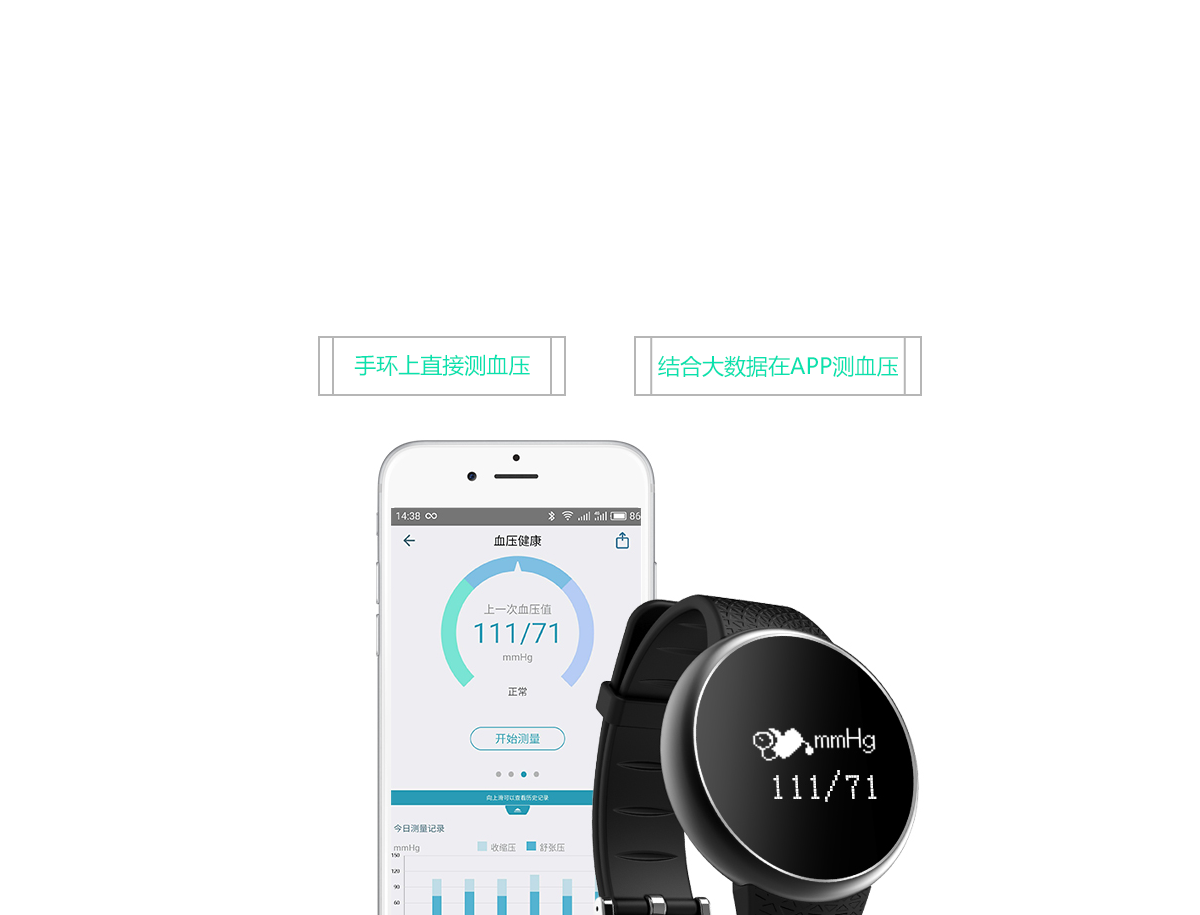 手环上直接测血压
结合大数据在APP测血压
14:38
86
血压健康
上一次血压值
111/71
mmHg
正常
开始测量
向上滑可以查看历史记录
今日测量记录
mmHg
收缩压
舒张压
150
120
90
60
mmHg
111/71